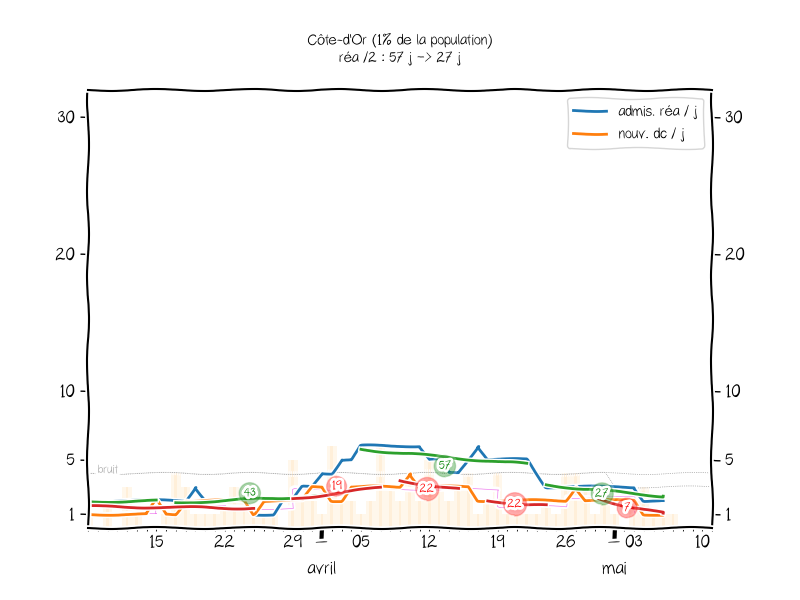 Côte-d'Or (1% de la population)
réa /2 : 57 j -> 27 j
admis. réa / j
nouv. dc / j
30
30
20
20
10
10
5
5
1
1
bruit
43
19
57
22
22
27
7
15 22 29 05 12 19 26 03 10
avril mai